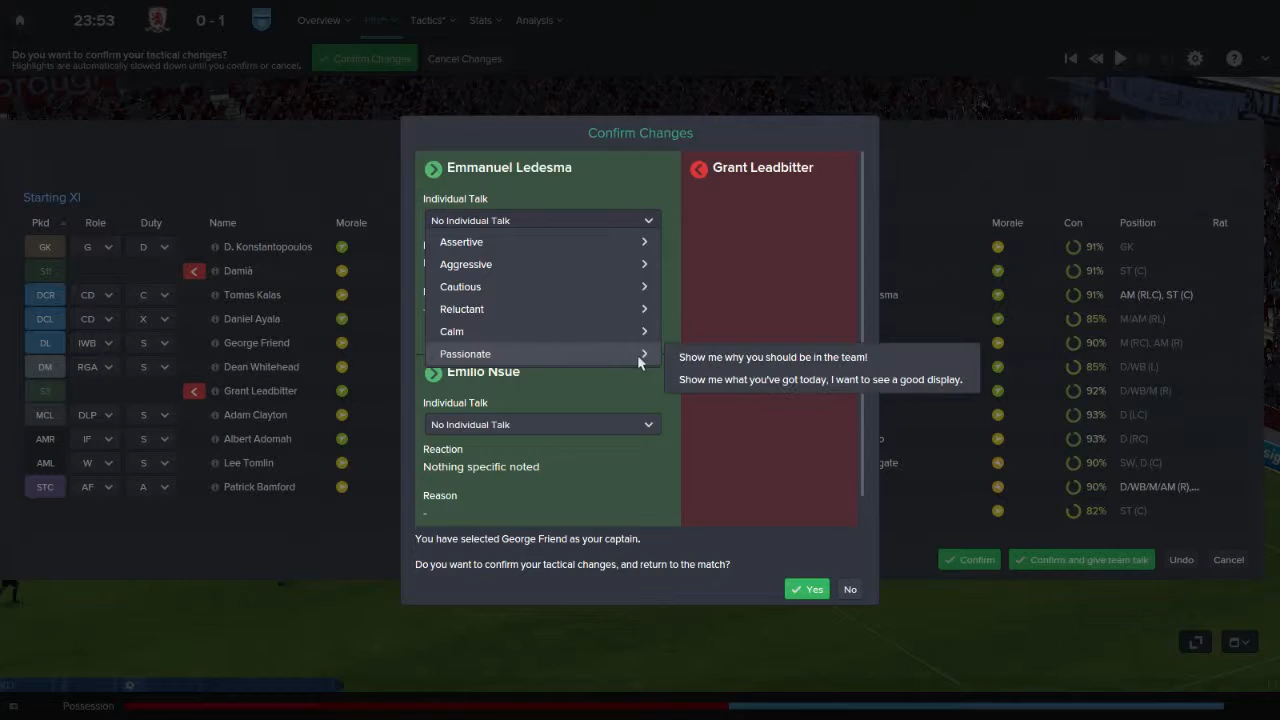 23:53
0 - 1
Overview
Pitch
Tactics*
Stats
Analysis
Do you want to confirm your tactical changes?
Highlights are automatically slowed down until you confirm or cancel.
Confirm Changes
Cancel Changes
Confirm Changes
Emmanuel Ledesma
Grant Leadbitter
Individual Talk
No Individual Talk
Assertive
Aggressive
Cautious
Reluctant
Calm
Passionate
Show me why you should be in the team!
Show me what you've got today, I want to see a good display.
Emilio Nsue
Individual Talk
No Individual Talk
Reaction
Nothing specific noted
Reason
-
You have selected George Friend as your captain.
Do you want to confirm your tactical changes, and return to the match?
Yes
No
Starting XI
Pkd Role Duty Name Morale
GK G D D. Konstantopoulos
Damià
DCR CD C Tomas Kalas
DCL CD X Daniel Ayala
DL IWB S George Friend
DM RGA S Dean Whitehead
Grant Leadbitter
MCL DLP S Adam Clayton
AMR IF S Albert Adomah
AML W S Lee Tomlin
STC AF A Patrick Bamford
Morale Con Position Rat
91% GK
91% ST (C)
91% AM (RLC), ST (C)
85% M/AM (RL)
90% M (RC), AM (R)
85% D/WB (L)
92% D/WB/M (R)
93% D (LC)
93% D (RC)
90% SW, D (C)
90% D/WB/M/AM (R),...
82% ST (C)
Confirm
Confirm and give team talk
Undo
Cancel
Possession